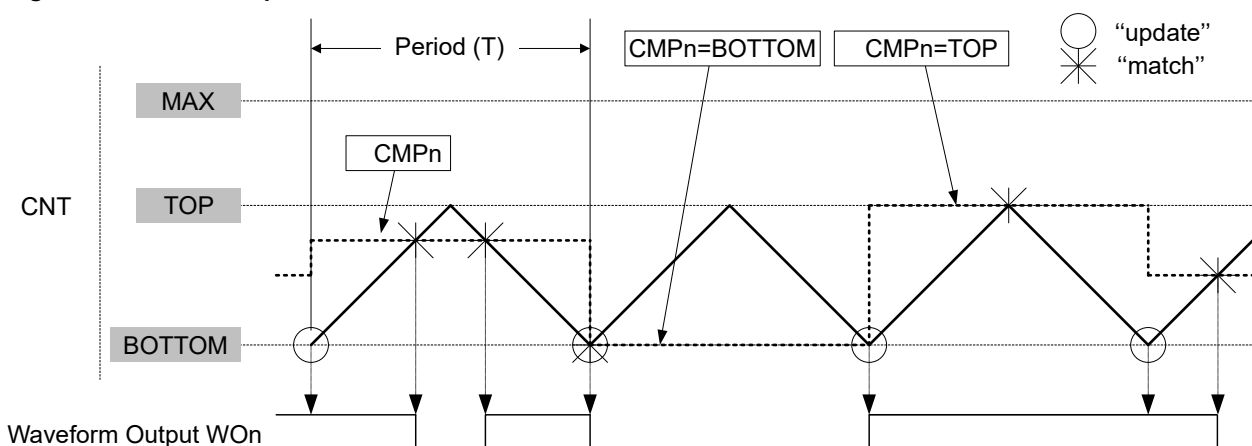 Period (T)
CMPn=BOTTOM
CMPn=TOP
“update”
“match”
MAX
CMPn
CNT
TOP
BOTTOM
Waveform Output WOn